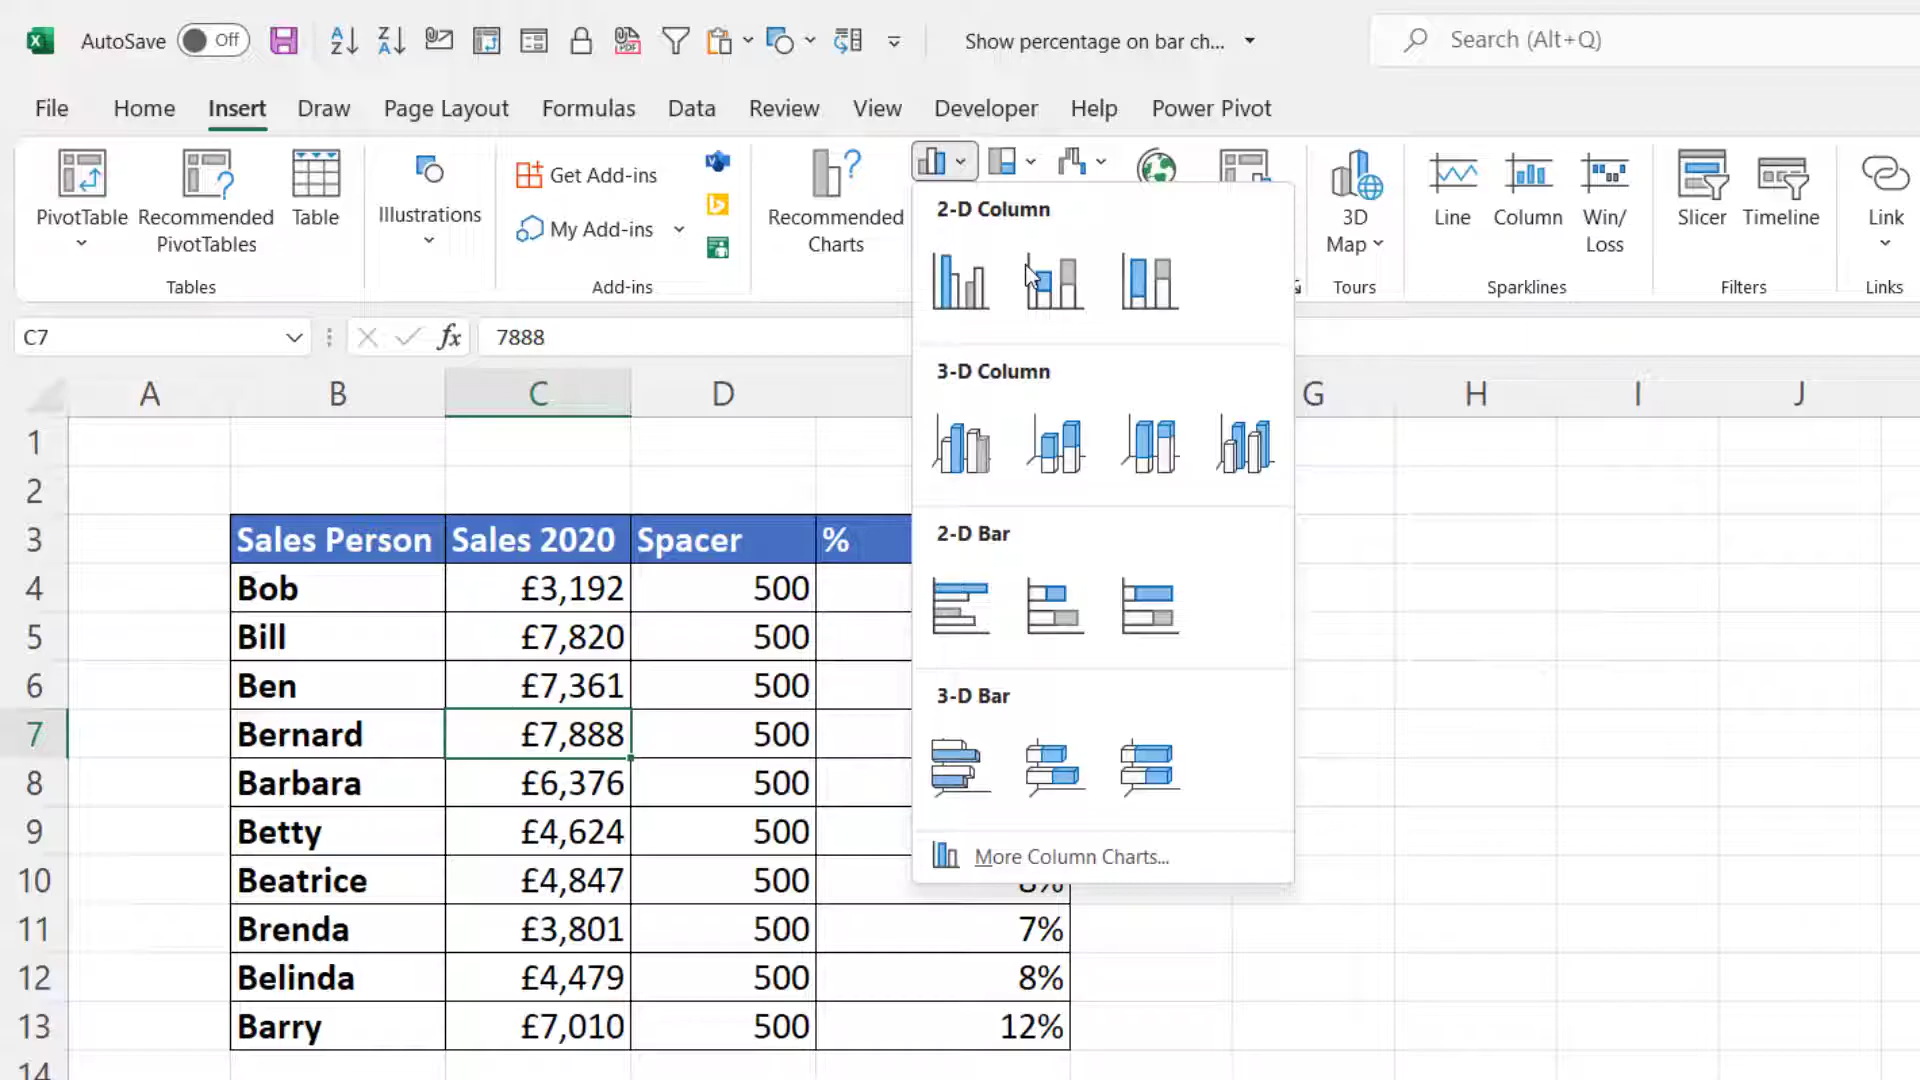 AutoSave Off Show percentage on bar ch... Search (Alt+Q)
File Home Insert Draw Page Layout Formulas Data Review View Developer Help Power Pivot
PivotTable
Recommended
PivotTables
Table
Tables
Illustrations
Get Add-ins
My Add-ins
Add-ins
Recommended
Charts
3D
Map
Tours
Line
Column
Win/
Loss
Sparklines
Slicer
Timeline
Filters
Link
Links
2-D Column
3-D Column
2-D Bar
3-D Bar
More Column Charts...
C7 fx 7888
A B C D G H I J
1
2
3 Sales Person Sales 2020 Spacer %
4 Bob £3,192 500
5 Bill £7,820 500
6 Ben £7,361 500
7 Bernard £7,888 500
8 Barbara £6,376 500
9 Betty £4,624 500
10 Beatrice £4,847 500 8%
11 Brenda £3,801 500 7%
12 Belinda £4,479 500 8%
13 Barry £7,010 500 12%
14